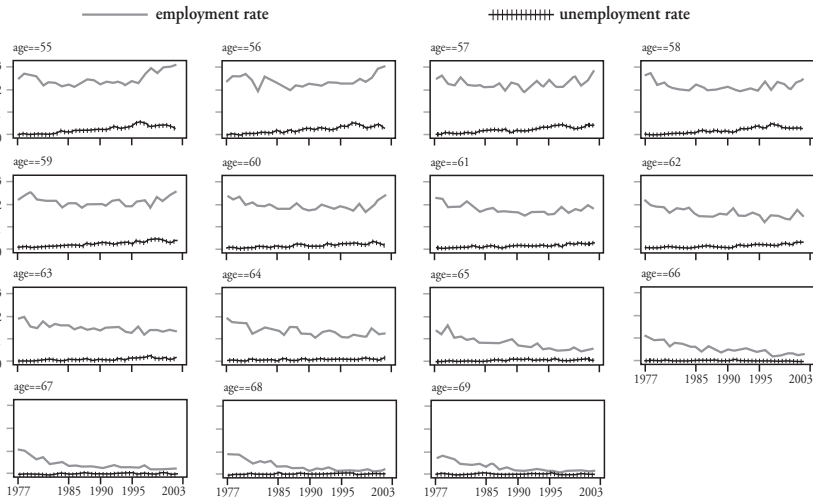 employment rate unemployment rate
age==55 age==56 age==57 age==58
age==59 age==60 age==61 age==62
age==63 age==64 age==65 age==66
1977 1985 1990 1995 2003
age==67 age==68 age==69
1977 1985 1990 1995 2003 1977 1985 1990 1995 2003 1977 1985 1990 1995 2003